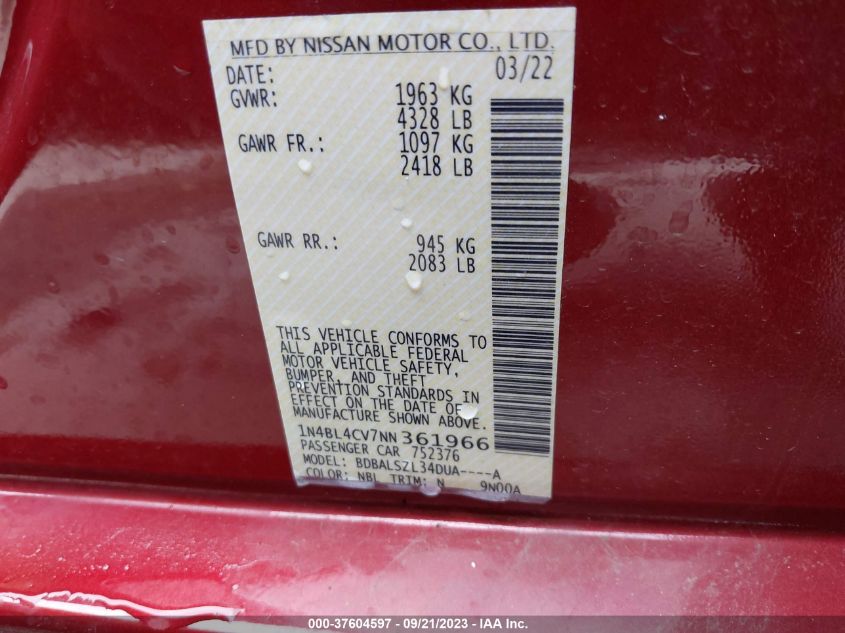 MFD BY NISSAN MOTOR CO., LTD.
DATE: 03/22
GVWR: 1963 KG
4328 LB
GAWR FR.: 1097 KG
2418 LB
GAWR RR.: 945 KG
2083 LB
THIS VEHICLE CONFORMS TO
ALL APPLICABLE FEDERAL
MOTOR VEHICLE SAFETY,
BUMPER, AND THEFT
PREVENTION STANDARDS IN
EFFECT ON THE DATE OF
MANUFACTURE SHOWN ABOVE.
1N4BL4CV7NN361966
PASSENGER CAR 752376
MODEL: BDBALSZL34DUA----A
COLOR: NBL TRIM: N 9N00A
000-37604597 - 09/21/2023 - IAA Inc.